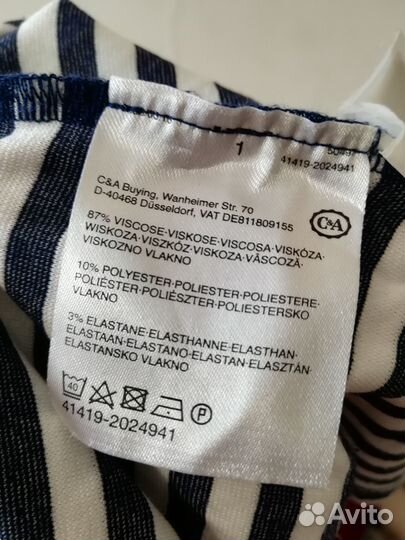 1
41419-2024941
C&A Buying, Wanheimer Str. 70
D-40468 Düsseldorf, VAT DE811809155
C&A
87% VISCOSE·VISKOSE·VISCOSA·VISKÓZA·
WISKOZA·VISZKÓZ·VISKOZA·VÂSCOZĂ·
VISKOZNO VLAKNO
10% POLYESTER·POLIESTER·POLIESTERE·
POLIÉSTER·POLIÉSZTER·POLIESTERSKO
VLAKNO
3% ELASTANE·ELASTHANNE·ELASTHAN·
ELASTAAN·ELASTANO·ELASTAN·ELASZTÁN·
ELASTANSKO VLAKNO
40
P
41419-2024941
Avito